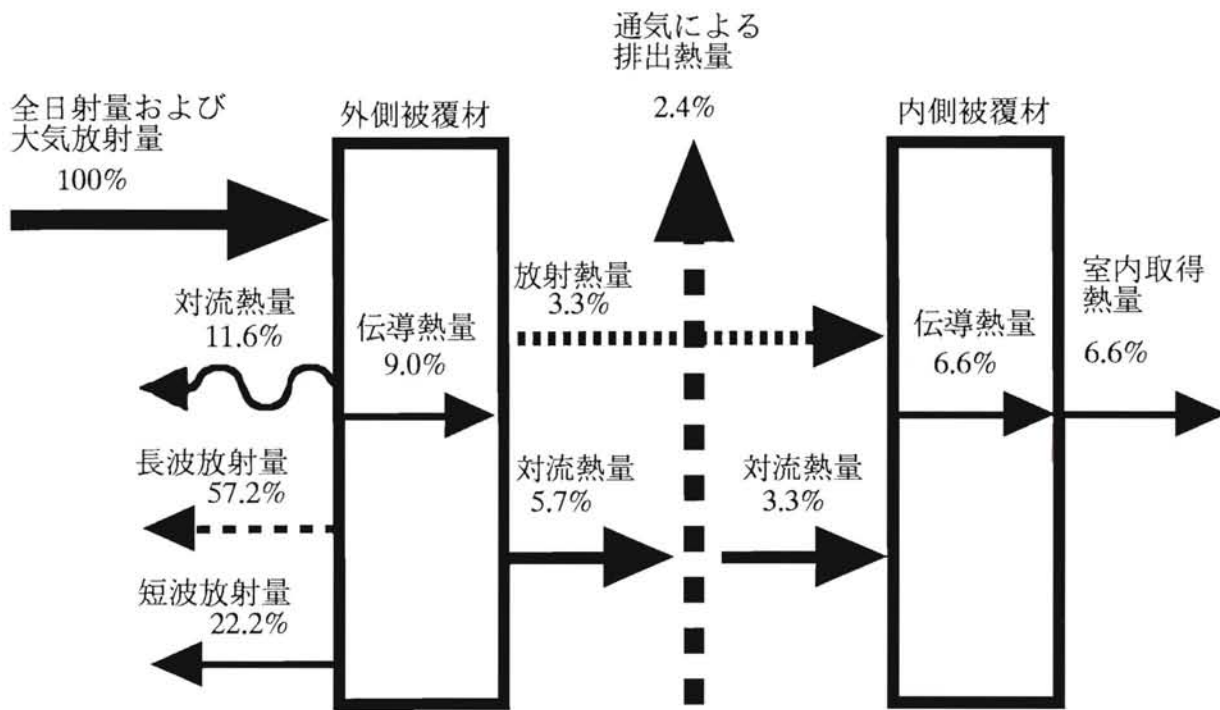 通気による
排出熱量
2.4%
全日射量および
大気放射量
100%
外側被覆材
内側被覆材
対流熱量
11.6%
伝導熱量
9.0%
放射熱量
3.3%
伝導熱量
6.6%
室内取得
熱量
6.6%
長波放射量
57.2%
対流熱量
5.7%
対流熱量
3.3%
短波放射量
22.2%